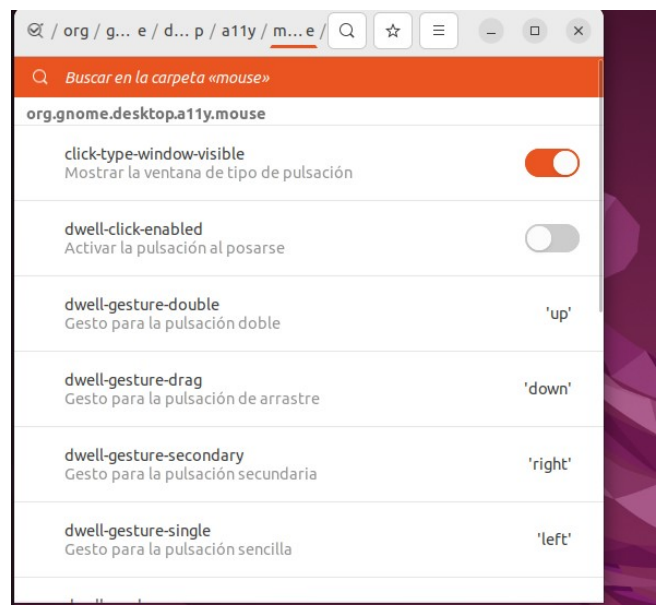 / org / g... e / d... p / a11y / m... e /
Buscar en la carpeta «mouse»
org.gnome.desktop.a11y.mouse
click-type-window-visible
Mostrar la ventana de tipo de pulsación
dwell-click-enabled
Activar la pulsación al posarse
dwell-gesture-double
Gesto para la pulsación doble
'up'
dwell-gesture-drag
Gesto para la pulsación de arrastre
'down'
dwell-gesture-secondary
Gesto para la pulsación secundaria
'right'
dwell-gesture-single
Gesto para la pulsación sencilla
'left'